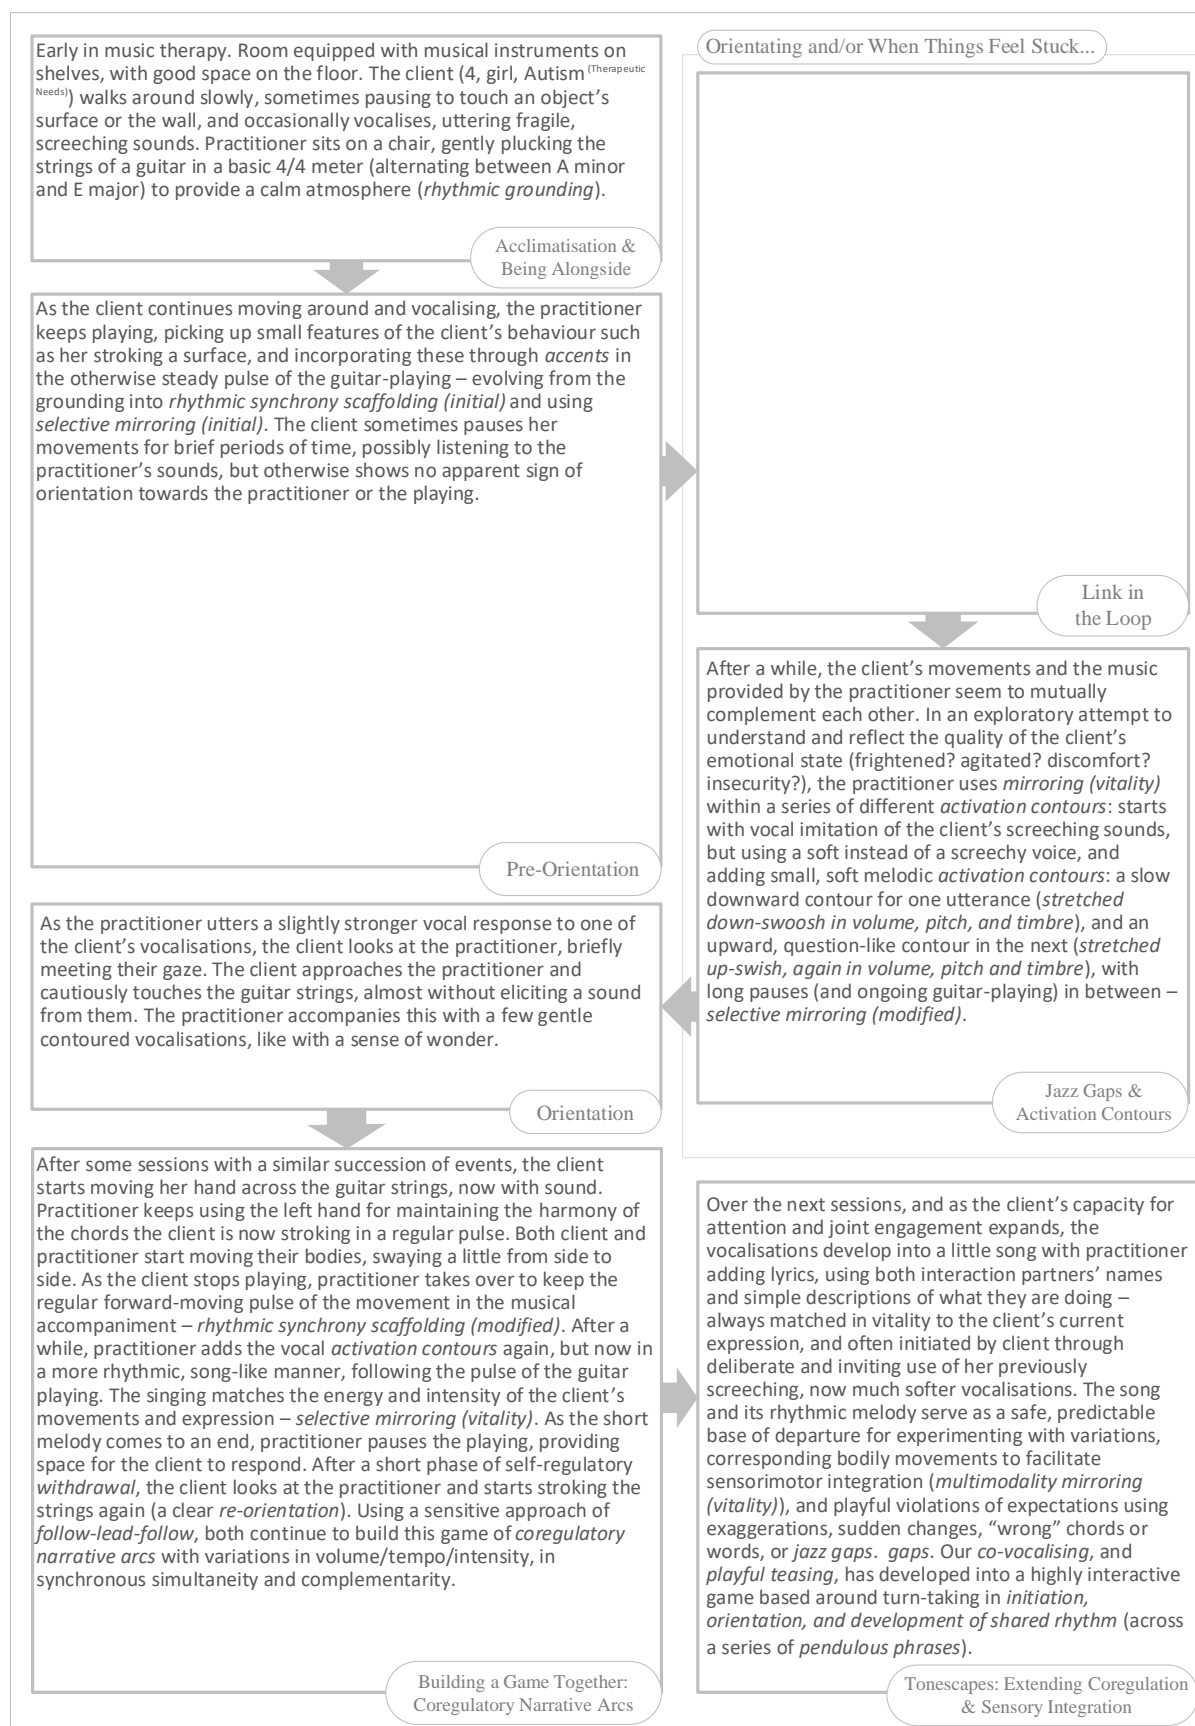 Early in music therapy. Room equipped with musical instruments on
shelves, with good space on the floor. The client (4, girl, Autism (Therapeutic
Needs)) walks around slowly, sometimes pausing to touch an object’s
surface or the wall, and occasionally vocalises, uttering fragile,
screeching sounds. Practitioner sits on a chair, gently plucking the
strings of a guitar in a basic 4/4 meter (alternating between A minor
and E major) to provide a calm atmosphere (rhythmic grounding).
Acclimatisation &
Being Alongside
As the client continues moving around and vocalising, the practitioner
keeps playing, picking up small features of the client’s behaviour such
as her stroking a surface, and incorporating these through accents in
the otherwise steady pulse of the guitar-playing – evolving from the
grounding into rhythmic synchrony scaffolding (initial) and using
selective mirroring (initial). The client sometimes pauses her
movements for brief periods of time, possibly listening to the
practitioner’s sounds, but otherwise shows no apparent sign of
orientation towards the practitioner or the playing.
Pre-Orientation
Orientating and/or When Things Feel Stuck...
Link in
the Loop
After a while, the client’s movements and the music
provided by the practitioner seem to mutually
complement each other. In an exploratory attempt to
understand and reflect the quality of the client’s
emotional state (frightened? agitated? discomfort?
insecurity?), the practitioner uses mirroring (vitality)
within a series of different activation contours: starts
with vocal imitation of the client’s screeching sounds,
but using a soft instead of a screechy voice, and
adding small, soft melodic activation contours: a slow
downward contour for one utterance (stretched
down-swoosh in volume, pitch, and timbre), and an
upward, question-like contour in the next (stretched
up-swish, again in volume, pitch and timbre), with
long pauses (and ongoing guitar-playing) in between –
selective mirroring (modified).
Jazz Gaps &
Activation Contours
As the practitioner utters a slightly stronger vocal response to one of
the client’s vocalisations, the client looks at the practitioner, briefly
meeting their gaze. The client approaches the practitioner and
cautiously touches the guitar strings, almost without eliciting a sound
from them. The practitioner accompanies this with a few gentle
contoured vocalisations, like with a sense of wonder.
Orientation
After some sessions with a similar succession of events, the client
starts moving her hand across the guitar strings, now with sound.
Practitioner keeps using the left hand for maintaining the harmony of
the chords the client is now stroking in a regular pulse. Both client and
practitioner start moving their bodies, swaying a little from side to
side. As the client stops playing, practitioner takes over to keep the
regular forward-moving pulse of the movement in the musical
accompaniment – rhythmic synchrony scaffolding (modified). After a
while, practitioner adds the vocal activation contours again, but now in
a more rhythmic, song-like manner, following the pulse of the guitar
playing. The singing matches the energy and intensity of the client’s
movements and expression – selective mirroring (vitality). As the short
melody comes to an end, practitioner pauses the playing, providing
space for the client to respond. After a short phase of self-regulatory
withdrawal, the client looks at the practitioner and starts stroking the
strings again (a clear re-orientation). Using a sensitive approach of
follow-lead-follow, both continue to build this game of coregulatory
narrative arcs with variations in volume/tempo/intensity, in
synchronous simultaneity and complementarity.
Building a Game Together:
Coregulatory Narrative Arcs
Over the next sessions, and as the client’s capacity for
attention and joint engagement expands, the
vocalisations develop into a little song with practitioner
adding lyrics, using both interaction partners’ names
and simple descriptions of what they are doing –
always matched in vitality to the client’s current
expression, and often initiated by client through
deliberate and inviting use of her previously
screeching, now much softer vocalisations. The song
and its rhythmic melody serve as a safe, predictable
base of departure for experimenting with variations,
corresponding bodily movements to facilitate
sensorimotor integration (multimodality mirroring
(vitality)), and playful violations of expectations using
exaggerations, sudden changes, “wrong” chords or
words, or jazz gaps. gaps. Our co-vocalising, and
playful teasing, has developed into a highly interactive
game based around turn-taking in initiation,
orientation, and development of shared rhythm (across
a series of pendulous phrases).
Tonescapes: Extending Coregulation
& Sensory Integration